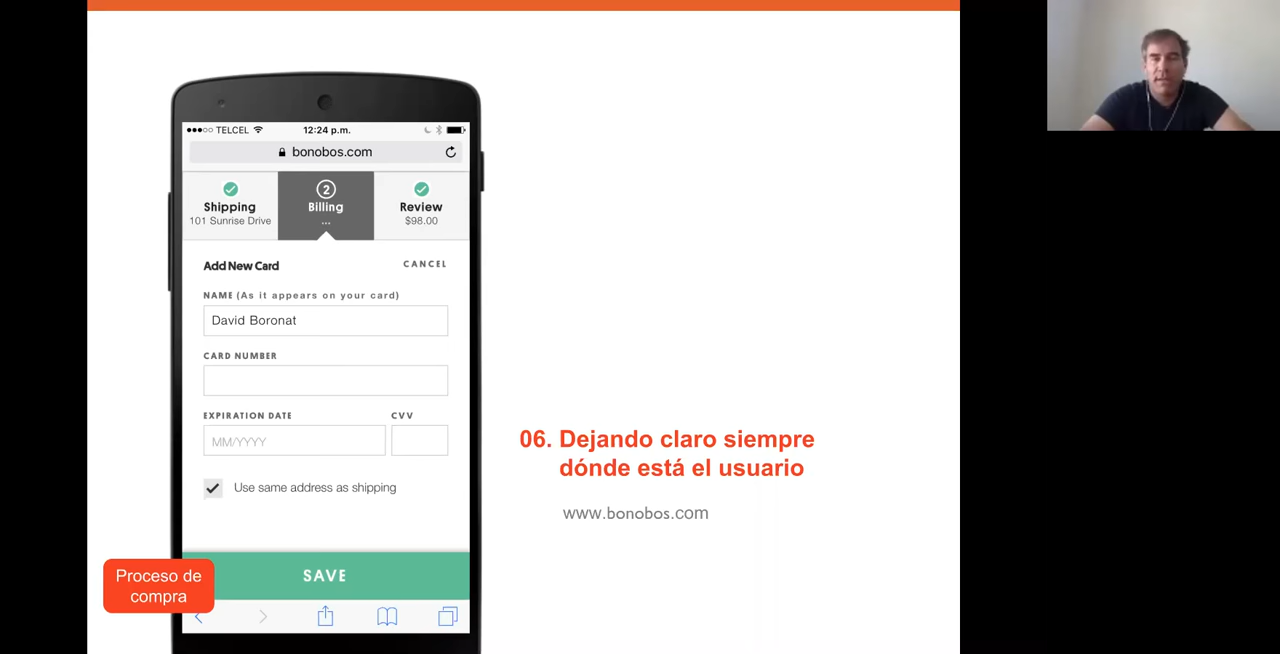 TELCEL
12:24 p.m.
bonobos.com
Shipping
101 Sunrise Drive
2
Billing
...
Review
$98.00
Add New Card
CANCEL
NAME (As it appears on your card)
David Boronat
CARD NUMBER
EXPIRATION DATE
CVV
MM/YYYY
Use same address as shipping
SAVE
Proceso de
compra
06. Dejando claro siempre
dónde está el usuario
www.bonobos.com